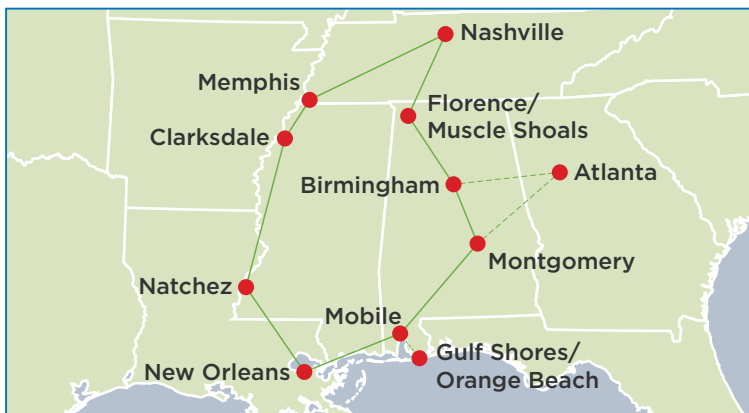 Nashville
Memphis
Florence/
Muscle Shoals
Clarksdale
Birmingham
Atlanta
Montgomery
Natchez
Mobile
New Orleans
Gulf Shores/
Orange Beach